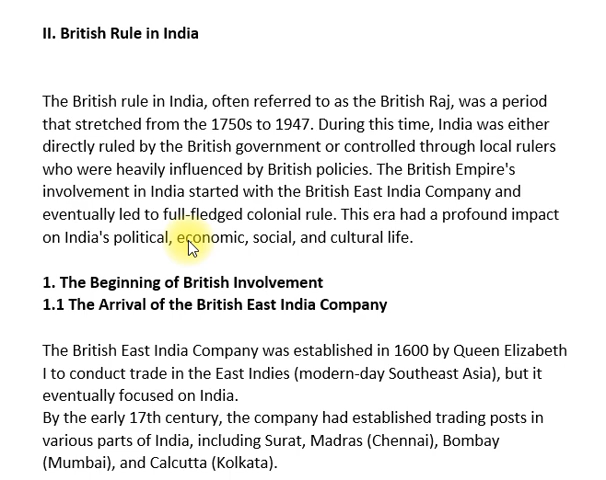 II. British Rule in India
The British rule in India, often referred to as the British Raj, was a period
that stretched from the 1750s to 1947. During this time, India was either
directly ruled by the British government or controlled through local rulers
who were heavily influenced by British policies. The British Empire's
involvement in India started with the British East India Company and
eventually led to full-fledged colonial rule. This era had a profound impact
on India's political, economic, social, and cultural life.
1. The Beginning of British Involvement
1.1 The Arrival of the British East India Company
The British East India Company was established in 1600 by Queen Elizabeth
I to conduct trade in the East Indies (modern-day Southeast Asia), but it
eventually focused on India.
By the early 17th century, the company had established trading posts in
various parts of India, including Surat, Madras (Chennai), Bombay
(Mumbai), and Calcutta (Kolkata).